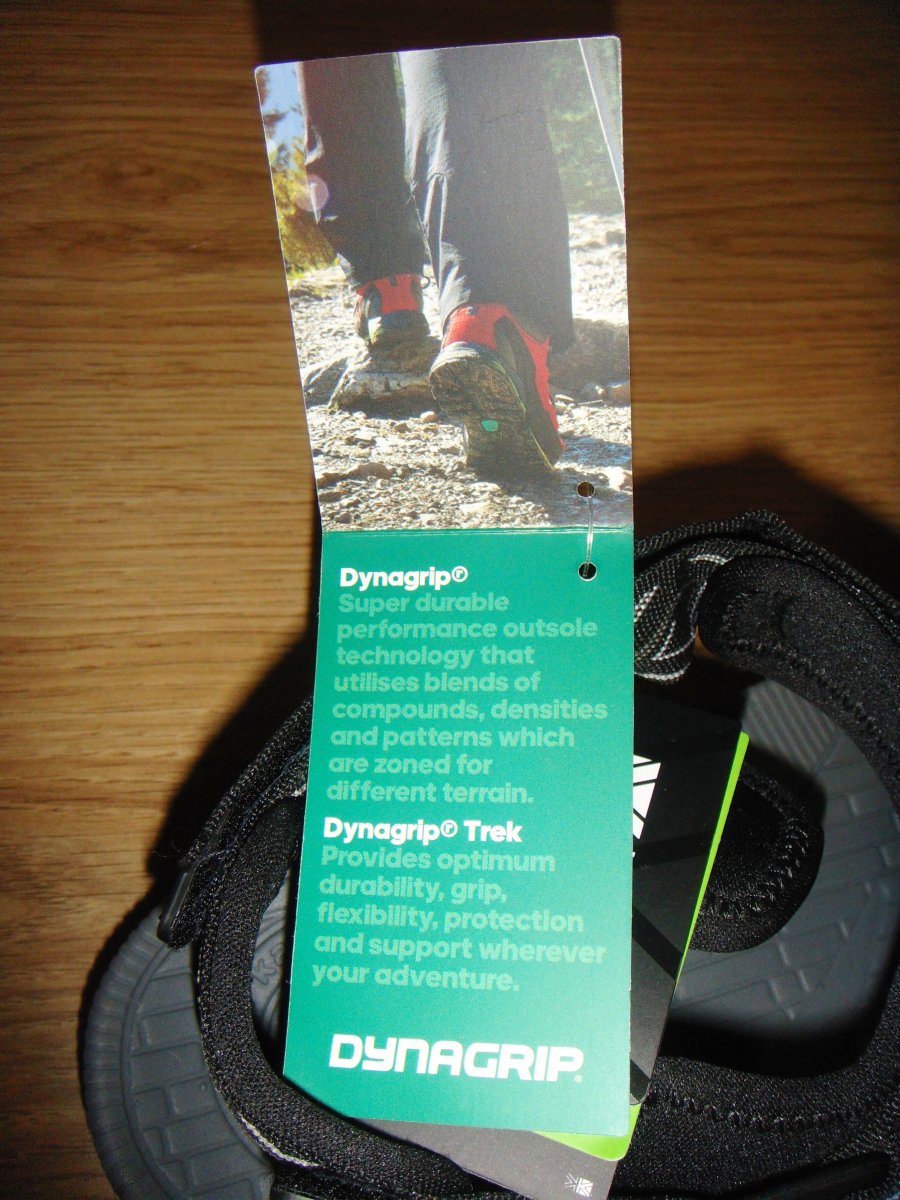 Dynagrip®
Super durable
performance outsole
technology that
utilises blends of
compounds, densities
and patterns which
are zoned for
different terrain.
Dynagrip® Trek
Provides optimum
durability, grip,
flexibility, protection
and support wherever
your adventure.
DYNAGRIP®